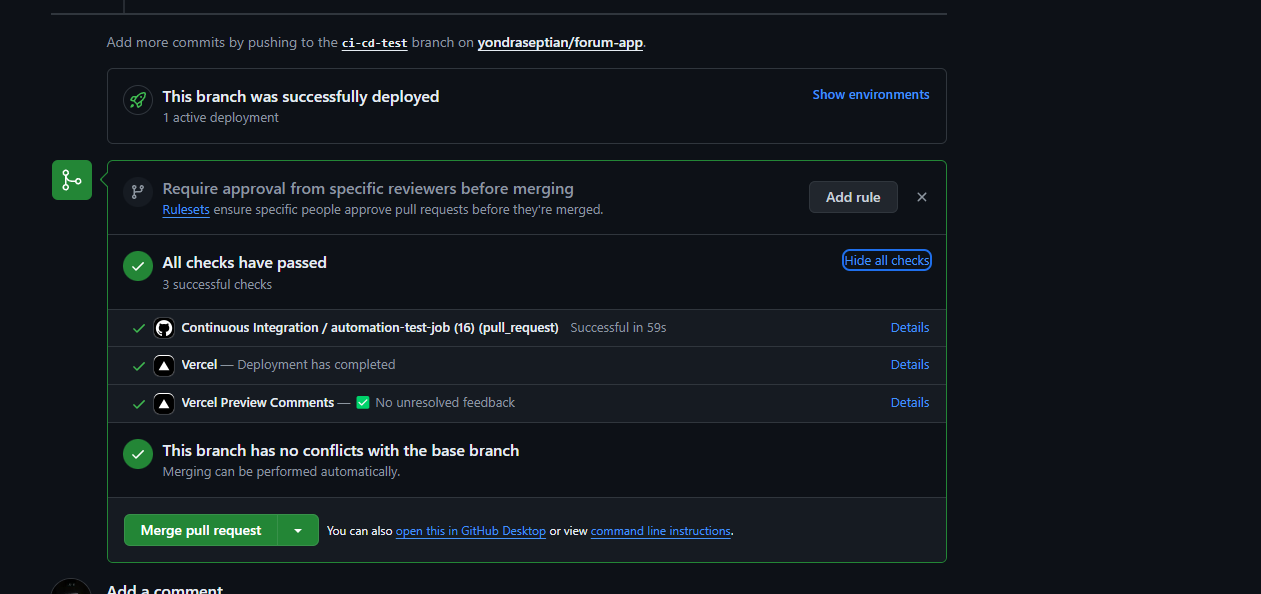 Add more commits by pushing to the ci-cd-test branch on yondraseptian/forum-app.
This branch was successfully deployed
Show environments
1 active deployment
Require approval from specific reviewers before merging
Rulesets ensure specific people approve pull requests before they're merged.
Add rule
All checks have passed
Hide all checks
3 successful checks
Continuous Integration / automation-test-job (16) (pull_request) Successful in 59s Details
Vercel — Deployment has completed Details
Vercel Preview Comments — ✅ No unresolved feedback Details
This branch has no conflicts with the base branch
Merging can be performed automatically.
Merge pull request You can also open this in GitHub Desktop or view command line instructions.
Add a comment